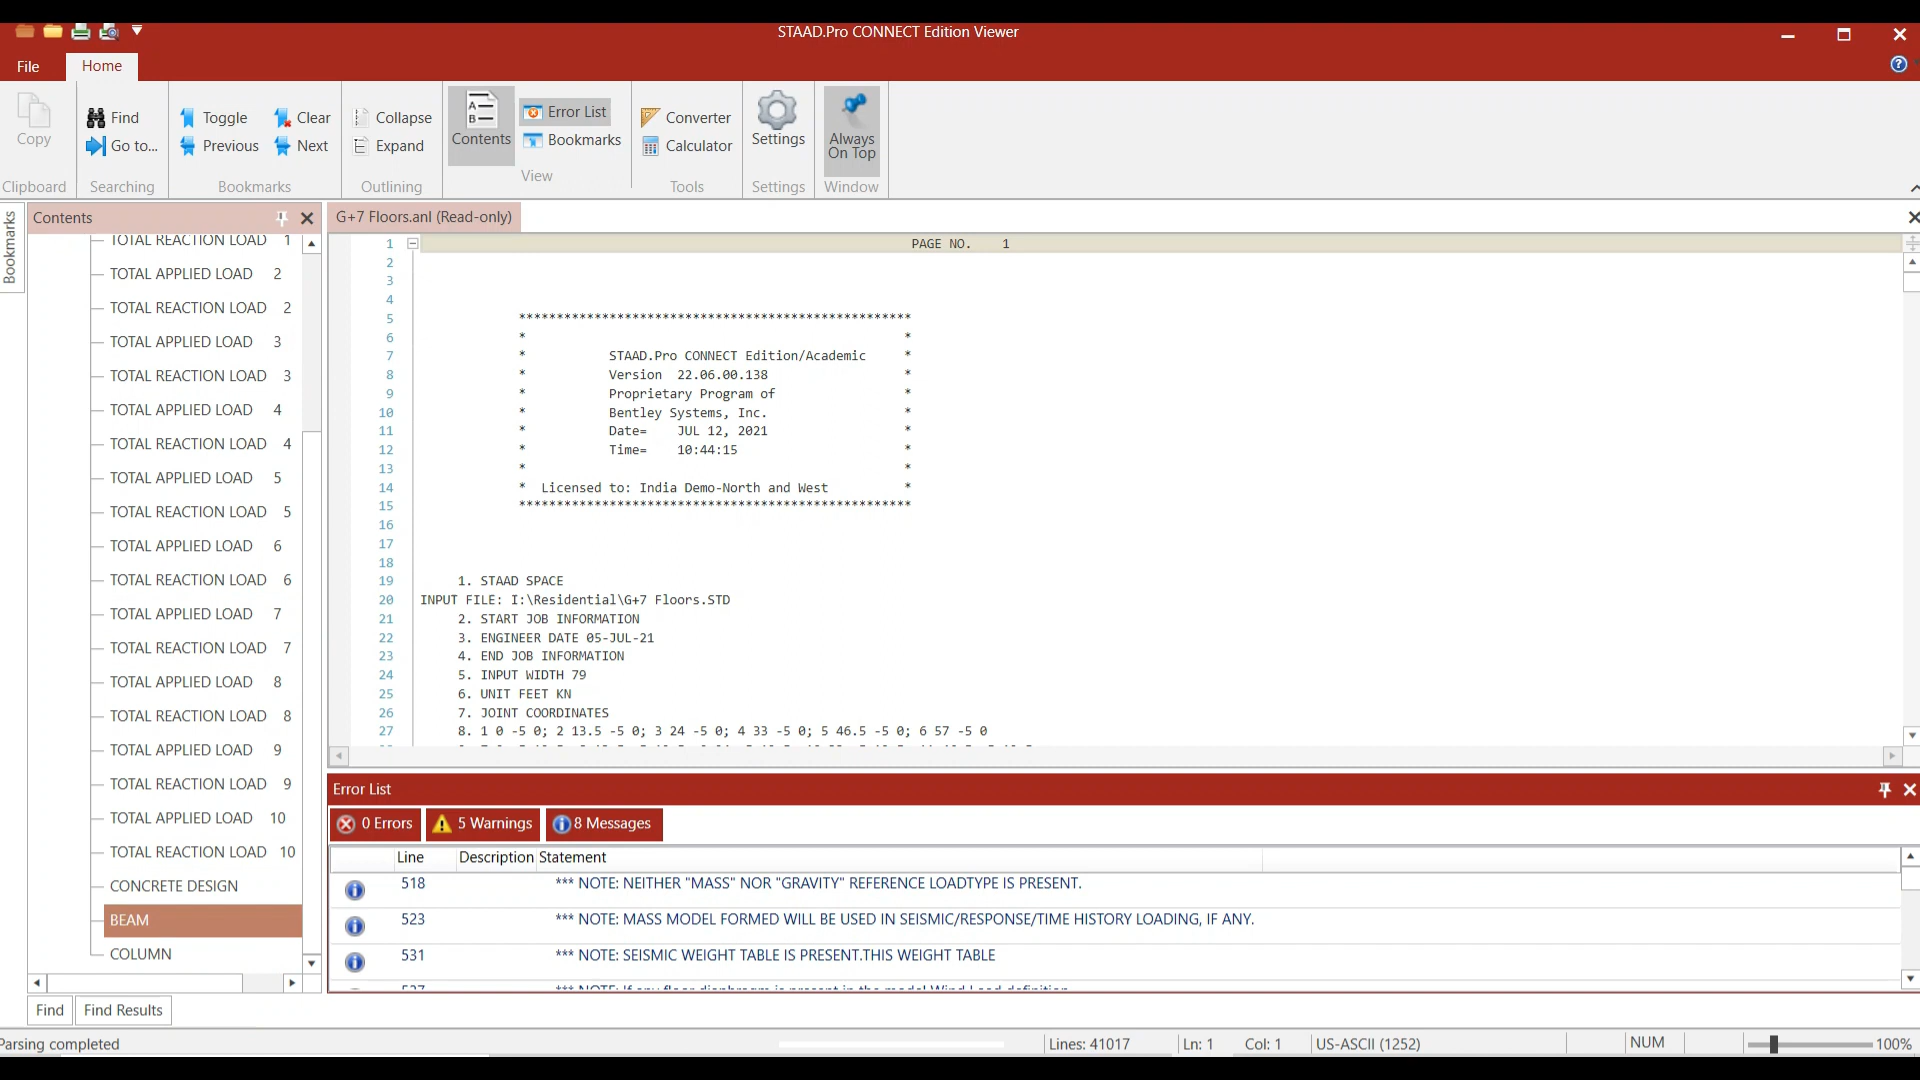 STAAD.Pro CONNECT Edition Viewer
File
Home
Copy
Find
Go to...
Toggle
Clear
Previous
Next
Collapse
Expand
Contents
Error List
Bookmarks
Converter
Calculator
Settings
Always On Top
Clipboard
Searching
Bookmarks
Outlining
View
Tools
Settings
Window
Bookmarks
Contents
TOTAL REACTION LOAD 1
TOTAL APPLIED LOAD 2
TOTAL REACTION LOAD 2
TOTAL APPLIED LOAD 3
TOTAL REACTION LOAD 3
TOTAL APPLIED LOAD 4
TOTAL REACTION LOAD 4
TOTAL APPLIED LOAD 5
TOTAL REACTION LOAD 5
TOTAL APPLIED LOAD 6
TOTAL REACTION LOAD 6
TOTAL APPLIED LOAD 7
TOTAL REACTION LOAD 7
TOTAL APPLIED LOAD 8
TOTAL REACTION LOAD 8
TOTAL APPLIED LOAD 9
TOTAL REACTION LOAD 9
TOTAL APPLIED LOAD 10
TOTAL REACTION LOAD 10
CONCRETE DESIGN
BEAM
COLUMN
Find
Find Results
G+7 Floors.anl (Read-only)
1 PAGE NO. 1
2
3
4
5 ****************************************************
6 * *
7 * STAAD.Pro CONNECT Edition/Academic *
8 * Version 22.06.00.138 *
9 * Proprietary Program of *
10 * Bentley Systems, Inc. *
11 * Date= JUL 12, 2021 *
12 * Time= 10:44:15 *
13 * *
14 * Licensed to: India Demo-North and West *
15 ****************************************************
16
17
18
19 1. STAAD SPACE
20 INPUT FILE: I:\Residential\G+7 Floors.STD
21 2. START JOB INFORMATION
22 3. ENGINEER DATE 05-JUL-21
23 4. END JOB INFORMATION
24 5. INPUT WIDTH 79
25 6. UNIT FEET KN
26 7. JOINT COORDINATES
27 8. 1 0 -5 0; 2 13.5 -5 0; 3 24 -5 0; 4 33 -5 0; 5 46.5 -5 0; 6 57 -5 0
Error List
0 Errors
5 Warnings
8 Messages
Line Description Statement
518 *** NOTE: NEITHER "MASS" NOR "GRAVITY" REFERENCE LOADTYPE IS PRESENT.
523 *** NOTE: MASS MODEL FORMED WILL BE USED IN SEISMIC/RESPONSE/TIME HISTORY LOADING, IF ANY.
531 *** NOTE: SEISMIC WEIGHT TABLE IS PRESENT.THIS WEIGHT TABLE
Parsing completed
Lines: 41017
Ln: 1
Col: 1
US-ASCII (1252)
NUM
100%